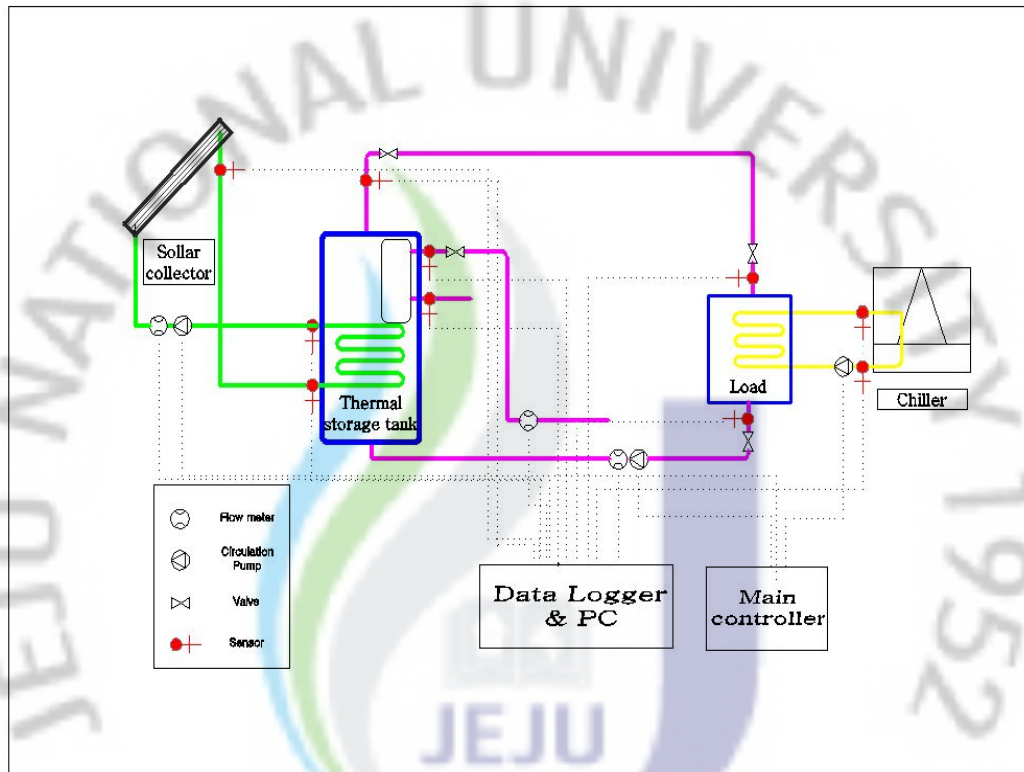 JEJU NATIONAL UNIVERSITY 1952
Sollar
collector
Thermal
storage tank
Load
Chiller
Flow meter
Circulation
Pump
Valve
Sensor
Data Logger
& PC
Main
controller
JEJU